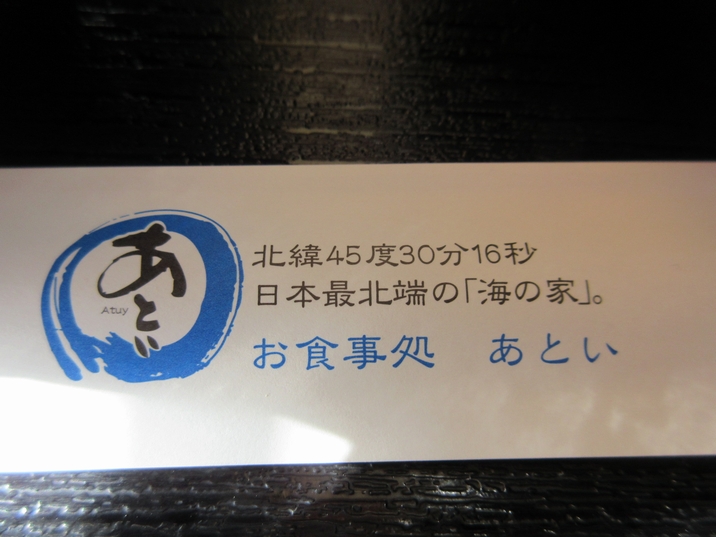 あとい
Atuy
北緯45度30分16秒
日本最北端の「海の家」。
お食事処　あとい